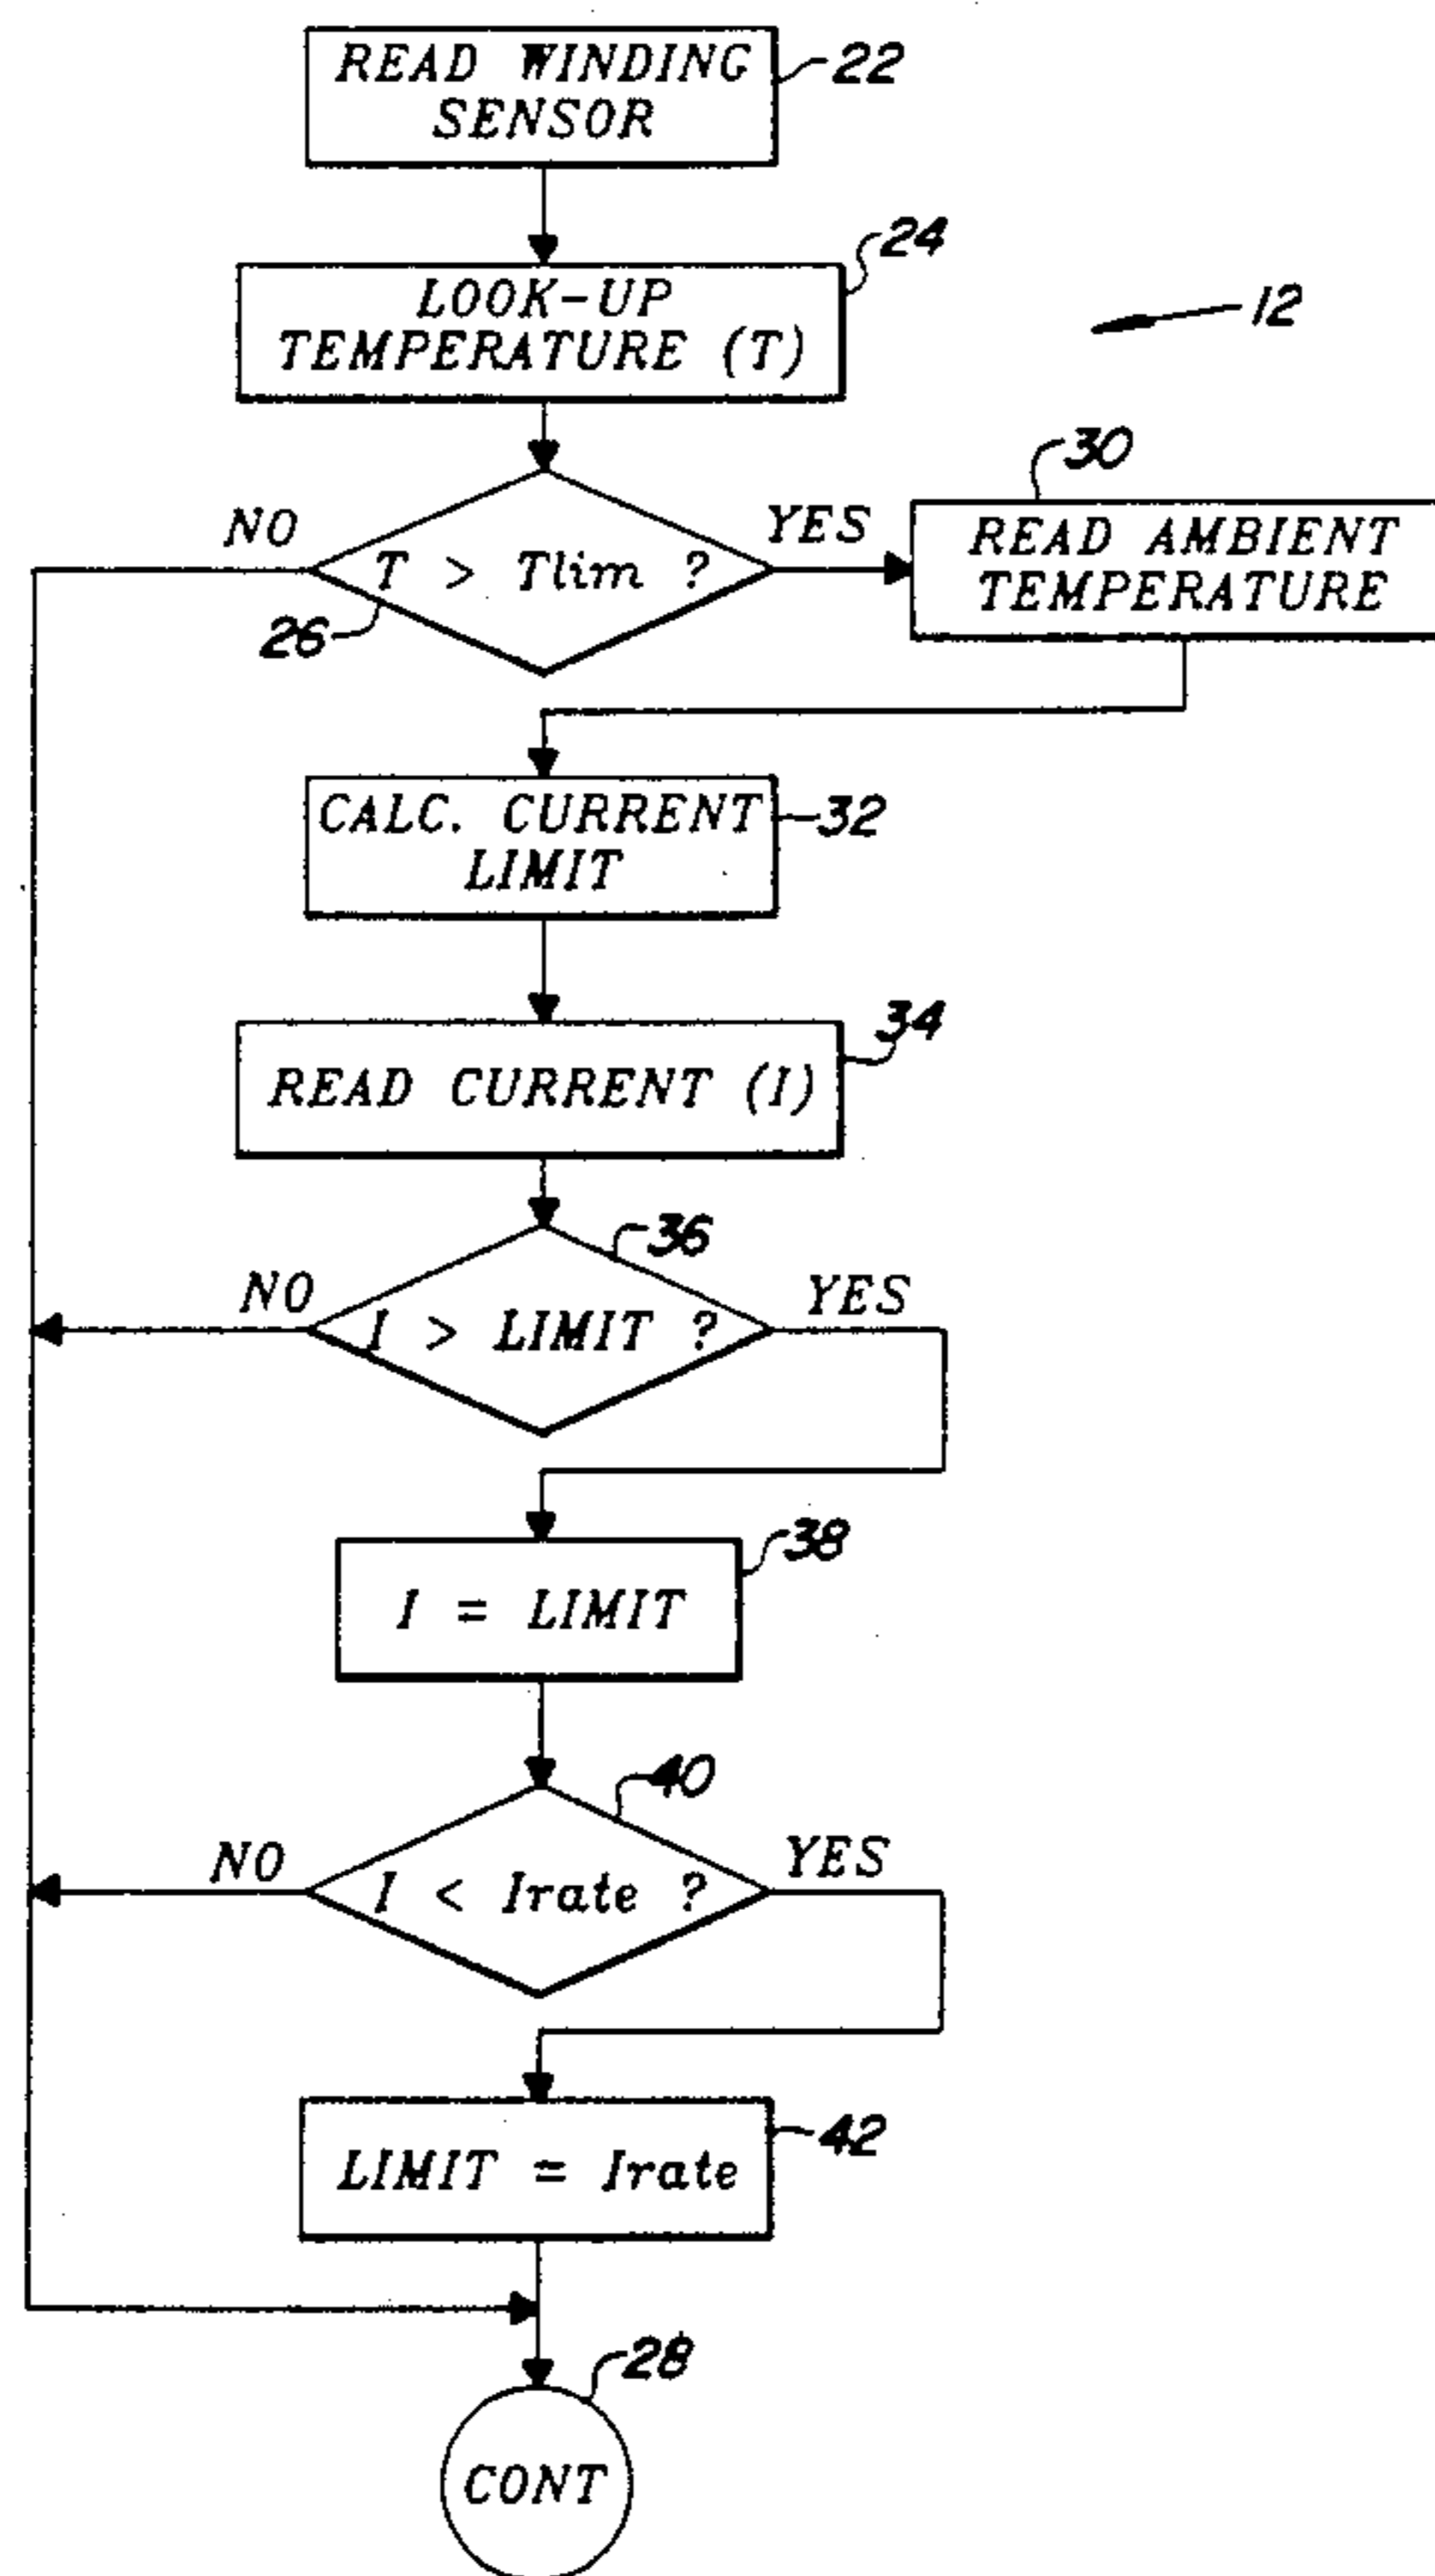 READ WINDING
SENSOR
22
LOOK-UP
TEMPERATURE (T)
24
12
T > Tlim ?
NO
YES
26
READ AMBIENT
TEMPERATURE
30
CALC. CURRENT
LIMIT
32
READ CURRENT (I)
34
I > LIMIT ?
NO
YES
36
I = LIMIT
38
I < Irate ?
NO
YES
40
LIMIT = Irate
42
CONT
28